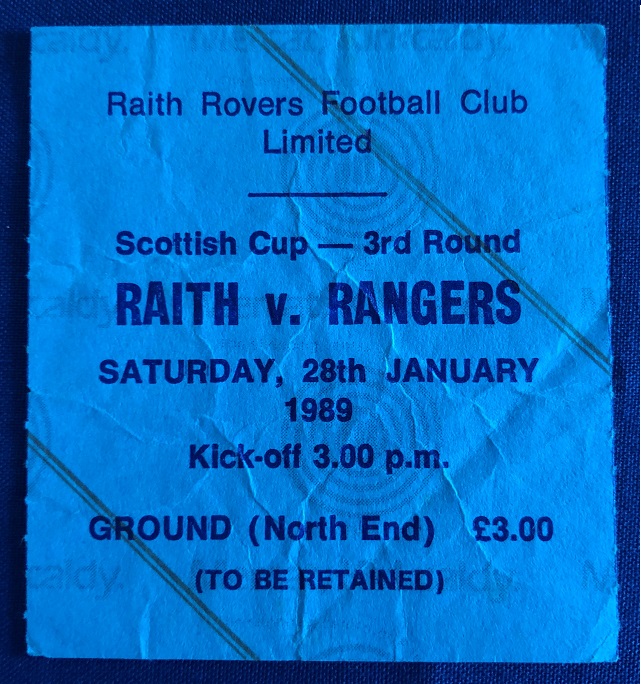 Raith Rovers Football Club
Limited
Scottish Cup — 3rd Round
RAITH v. RANGERS
SATURDAY, 28th JANUARY
1989
Kick-off 3.00 p.m.
GROUND (North End) £3.00
(TO BE RETAINED)